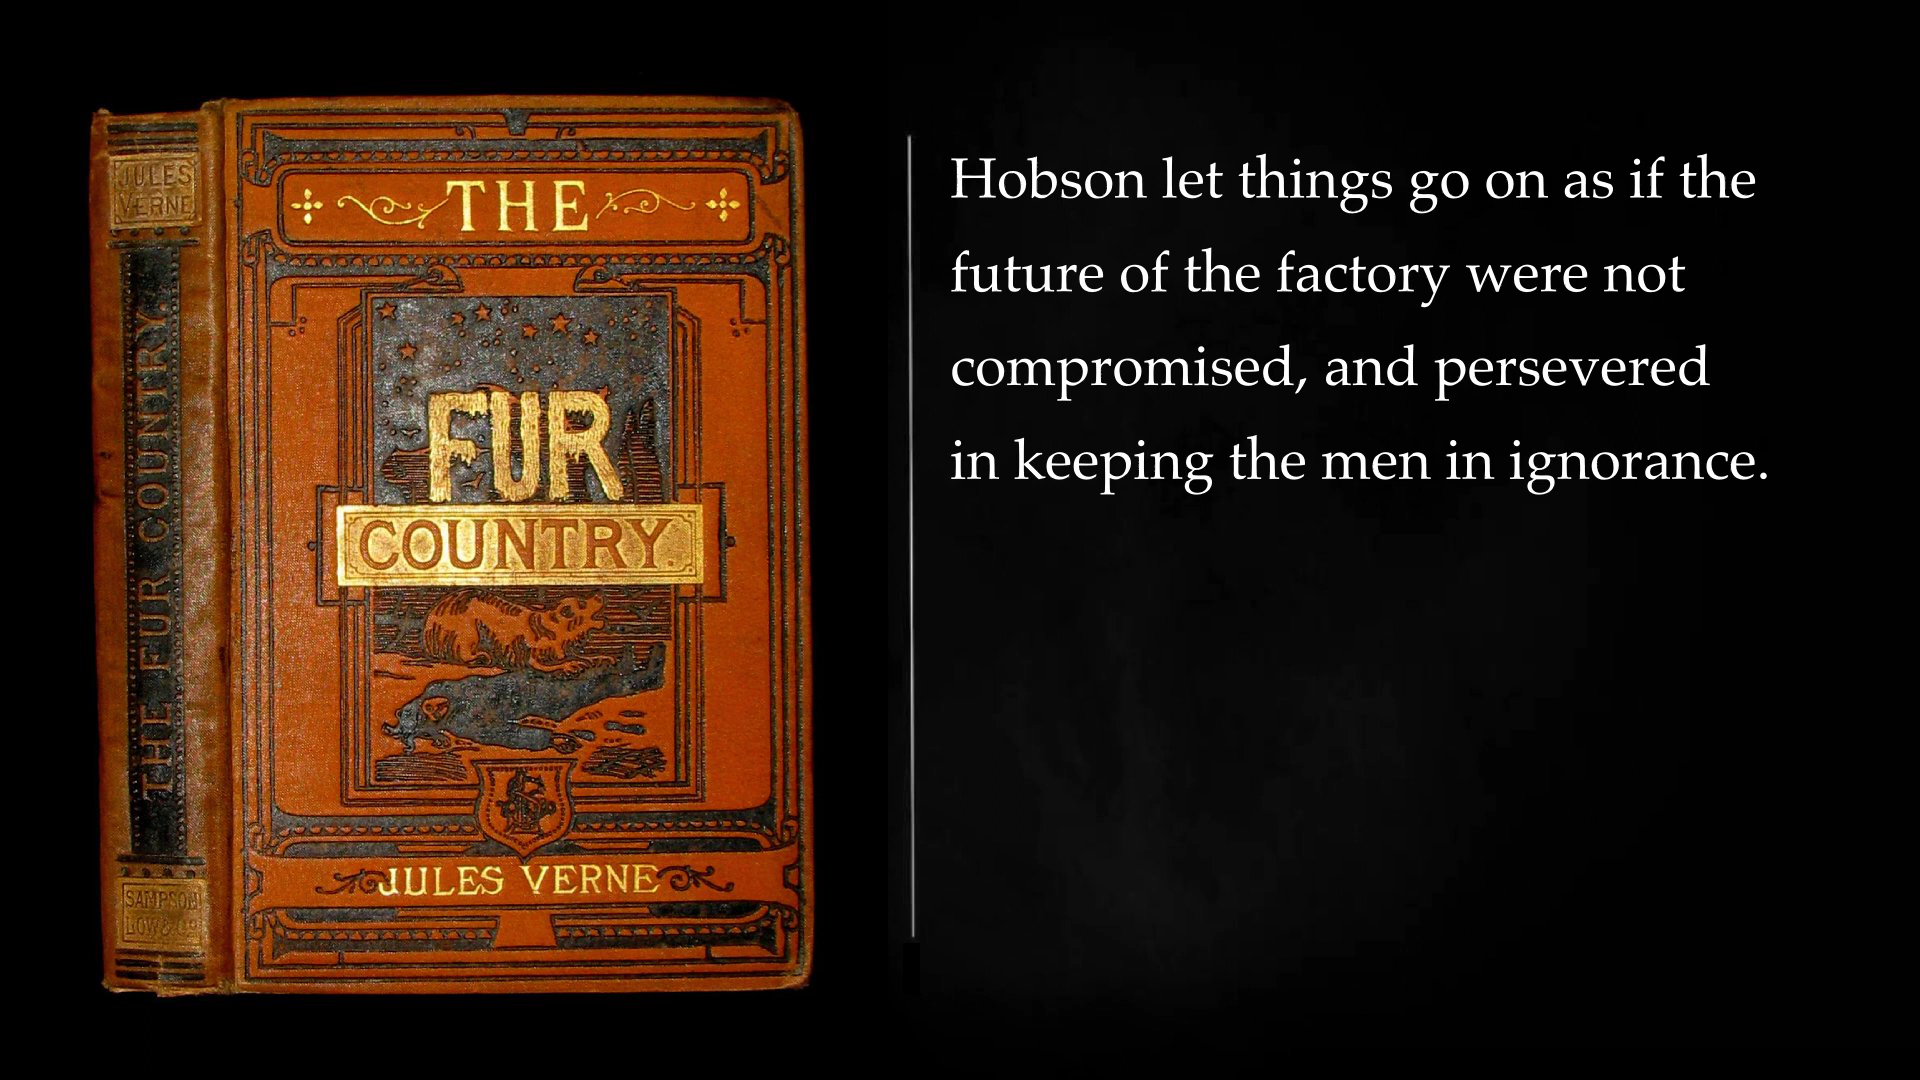 JULES
VERNE
THE FUR COUNTRY.
SAMPSON
LOW & Co
THE
FUR
COUNTRY.
JULES VERNE
Hobson let things go on as if the
future of the factory were not
compromised, and persevered
in keeping the men in ignorance.